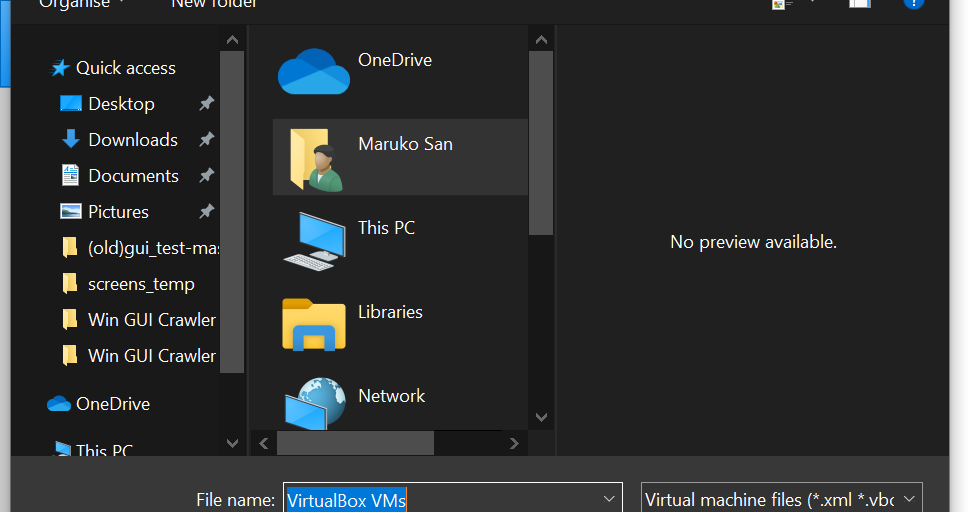 Organise
New folder
Quick access
Desktop
Downloads
Documents
Pictures
(old)gui_test-mas
screens_temp
Win GUI Crawler
Win GUI Crawler
OneDrive
This PC
OneDrive
Maruko San
This PC
Libraries
Network
No preview available.
File name:
VirtualBox VMs
Virtual machine files (*.xml *.vbo